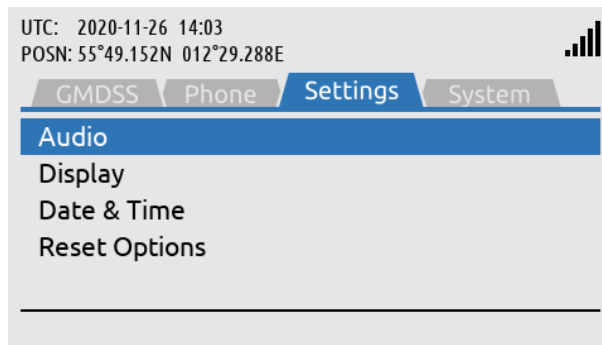 UTC: 2020-11-26 14:03
POSN: 55°49.152N 012°29.288E
GMDSS Phone Settings System
Audio
Display
Date & Time
Reset Options